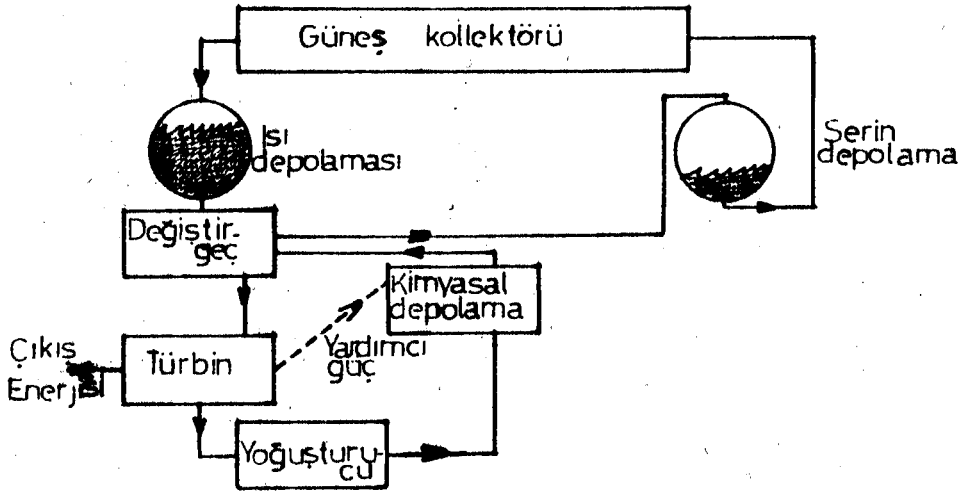 Güneş kollektörü
Isı
depolaması
Serin
depolama
Değiştir-
geç
Kimyasal
depolama
Yardımcı
güç
Türbin
Çıkış
Enerjisi
Yoğuşturu-
cu